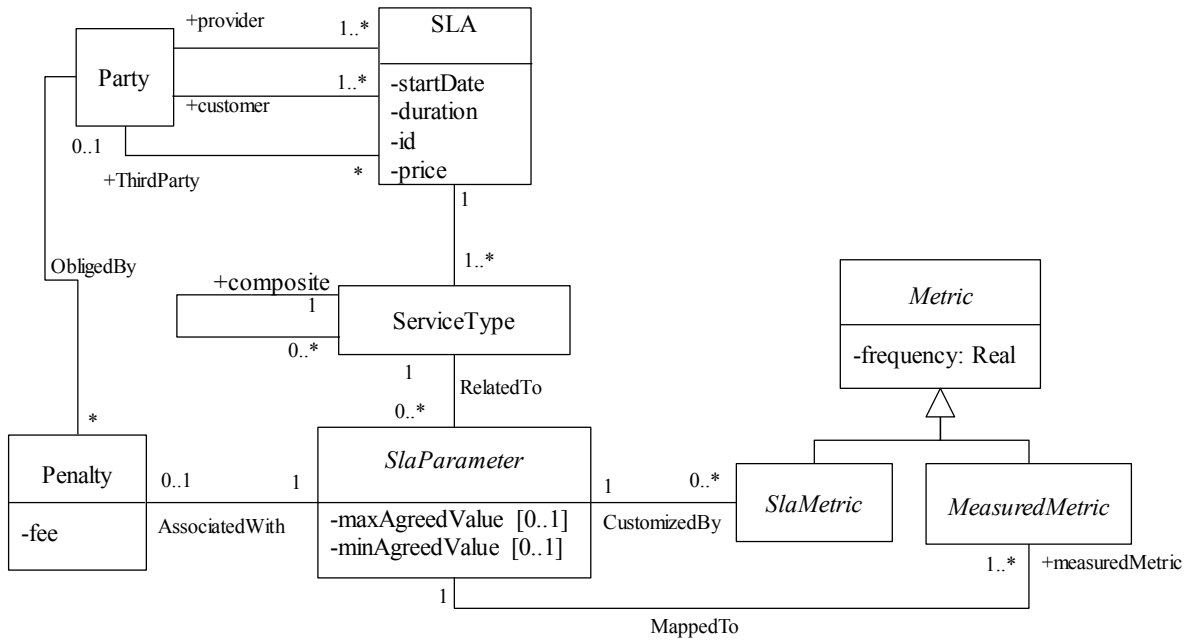 +provider
1..*
SLA
Party
-startDate
-duration
-id
-price
1..*
+customer
0..1
+ThirdParty
*
1
ObligedBy
1..*
+composite
1
ServiceType
0..*
Metric
-frequency: Real
1
RelatedTo
0..*
*
Penalty
-fee
0..1
1
AssociatedWith
SlaParameter
-maxAgreedValue [0..1]
-minAgreedValue [0..1]
1
0..*
CustomizedBy
SlaMetric
MeasuredMetric
1..*
+measuredMetric
1
MappedTo